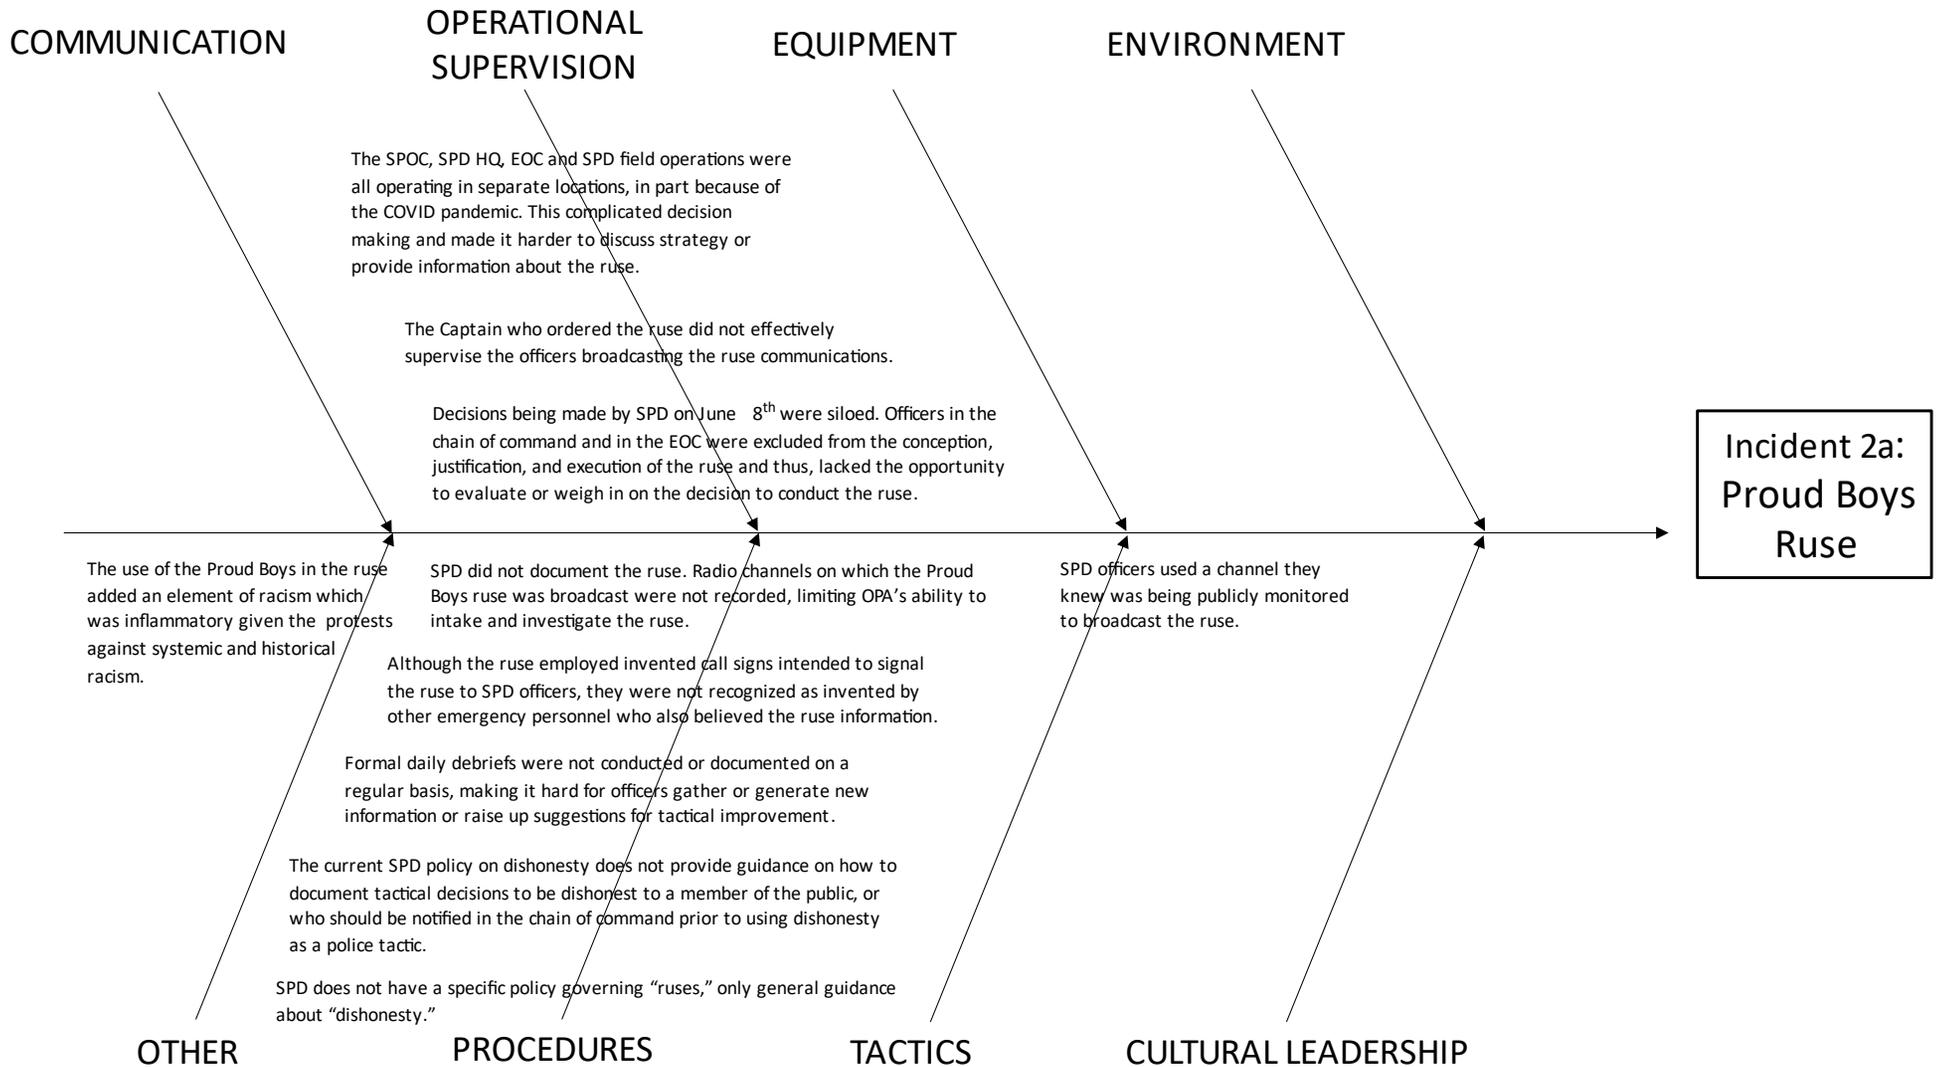 COMMUNICATION
OPERATIONAL
SUPERVISION
EQUIPMENT
ENVIRONMENT
The SPOC, SPD HQ, EOC and SPD field operations were
all operating in separate locations, in part because of
the COVID pandemic. This complicated decision
making and made it harder to discuss strategy or
provide information about the ruse.
The Captain who ordered the ruse did not effectively
supervise the officers broadcasting the ruse communications.
Decisions being made by SPD on June 8th were siloed. Officers in the
chain of command and in the EOC were excluded from the conception,
justification, and execution of the ruse and thus, lacked the opportunity
to evaluate or weigh in on the decision to conduct the ruse.
Incident 2a:
Proud Boys
Ruse
The use of the Proud Boys in the ruse
added an element of racism which
was inflammatory given the protests
against systemic and historical
racism.
SPD did not document the ruse. Radio channels on which the Proud
Boys ruse was broadcast were not recorded, limiting OPA’s ability to
intake and investigate the ruse.
Although the ruse employed invented call signs intended to signal
the ruse to SPD officers, they were not recognized as invented by
other emergency personnel who also believed the ruse information.
Formal daily debriefs were not conducted or documented on a
regular basis, making it hard for officers gather or generate new
information or raise up suggestions for tactical improvement.
The current SPD policy on dishonesty does not provide guidance on how to
document tactical decisions to be dishonest to a member of the public, or
who should be notified in the chain of command prior to using dishonesty
as a police tactic.
SPD does not have a specific policy governing “ruses,” only general guidance
about “dishonesty.”
SPD officers used a channel they
knew was being publicly monitored
to broadcast the ruse.
OTHER
PROCEDURES
TACTICS
CULTURAL LEADERSHIP